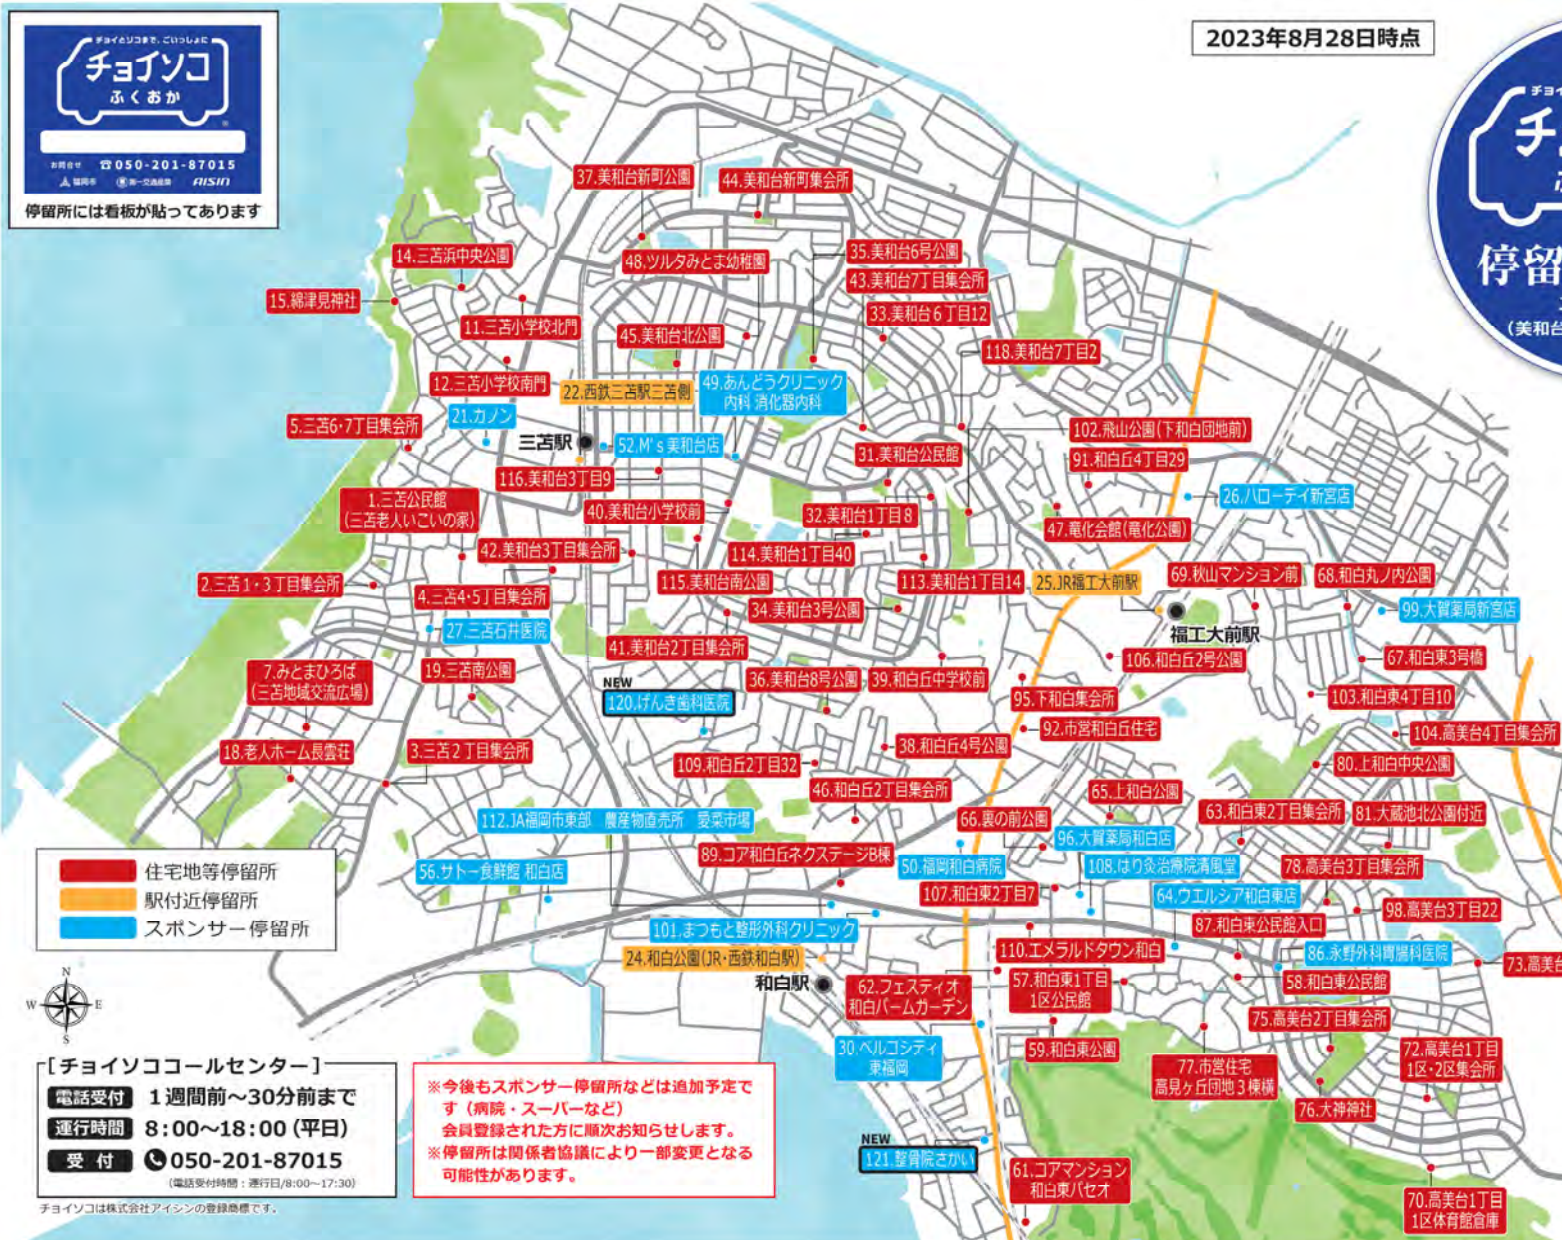 チョイとソコまで、ごいっしょに
チョイソコ
ふくおか
お問合せ ☎050-201-87015
福岡市 第一交通産業 AISIN
停留所には看板が貼ってあります
2023年8月28日時点
停留
(美和台
37.美和台新町公園
44.美和台新町集会所
14.三苫浜中央公園
48.ツルタみとま幼稚園
35.美和台6号公園
43.美和台7丁目集会所
15.綿津見神社
33.美和台6丁目12
11.三苫小学校北門
45.美和台北公園
118.美和台7丁目2
12.三苫小学校南門
22.西鉄三苫駅三苫側
49.あんどうクリニック
内科 消化器内科
21.カノン
5.三苫6・7丁目集会所
三苫駅
52.M's 美和台店
102.飛山公園(下和白団地前)
31.美和台公民館
91.和白丘4丁目29
116.美和台3丁目9
26.ハローデイ新宮店
1.三苫公民館
(三苫老人いこいの家)
40.美和台小学校前
32.美和台1丁目8
47.竜化会館(竜化公園)
42.美和台3丁目集会所
114.美和台1丁目40
2.三苫1・3丁目集会所
115.美和台南公園
113.美和台1丁目14
25.JR福工大前駅
69.秋山マンション前
68.和白丸ノ内公園
4.三苫4・5丁目集会所
34.美和台3号公園
99.大賀薬局新宮店
27.三苫石井医院
福工大前駅
41.美和台2丁目集会所
106.和白丘2号公園
67.和白東3号橋
7.みとまひろば
(三苫地域交流広場)
19.三苫南公園
36.美和台8号公園
39.和白丘中学校前
NEW
120.げんき歯科医院
95.下和白集会所
103.和白東4丁目10
92.市営和白丘住宅
104.高美台4丁目集会所
18.老人ホーム長雲荘
3.三苫2丁目集会所
38.和白丘4号公園
109.和白丘2丁目32
80.上和白中央公園
46.和白丘2丁目集会所
65.上和白公園
63.和白東2丁目集会所
81.大蔵池北公園付近
112.JA福岡市東部 農産物直売所 愛菜市場
66.裏の前公園
96.大賀薬局和白店
89.コア和白丘ネクステージB棟
50.福岡和白病院
108.はり灸治療院清風堂
78.高美台3丁目集会所
56.サトー食鮮館 和白店
107.和白東2丁目7
64.ウエルシア和白東店
98.高美台3丁目22
87.和白東公民館入口
101.まつもと整形外科クリニック
110.エメラルドタウン和白
86.永野外科胃腸科医院
24.和白公園(JR・西鉄和白駅)
73.高美台
和白駅
62.フェスティオ
和白パームガーデン
57.和白東1丁目
1区公民館
58.和白東公民館
75.高美台2丁目集会所
30.ベルコシティ
東福岡
59.和白東公園
77.市営住宅
高見ヶ丘団地3棟横
72.高美台1丁目
1区・2区集会所
76.大神神社
NEW
121.整骨院さかい
61.コアマンション
和白東パセオ
70.高美台1丁目
1区体育館倉庫
住宅地等停留所
駅付近停留所
スポンサー停留所
N
W E
S
[チョイソココールセンター]
電話受付 1週間前～30分前まで
運行時間 8:00～18:00(平日)
受付 050-201-87015
(電話受付時間:運行日/8:00～17:30)
チョイソコは株式会社アイシンの登録商標です。
※今後もスポンサー停留所などは追加予定で
す(病院・スーパーなど)
会員登録された方に順次お知らせします。
※停留所は関係者協議により一部変更となる
可能性があります。